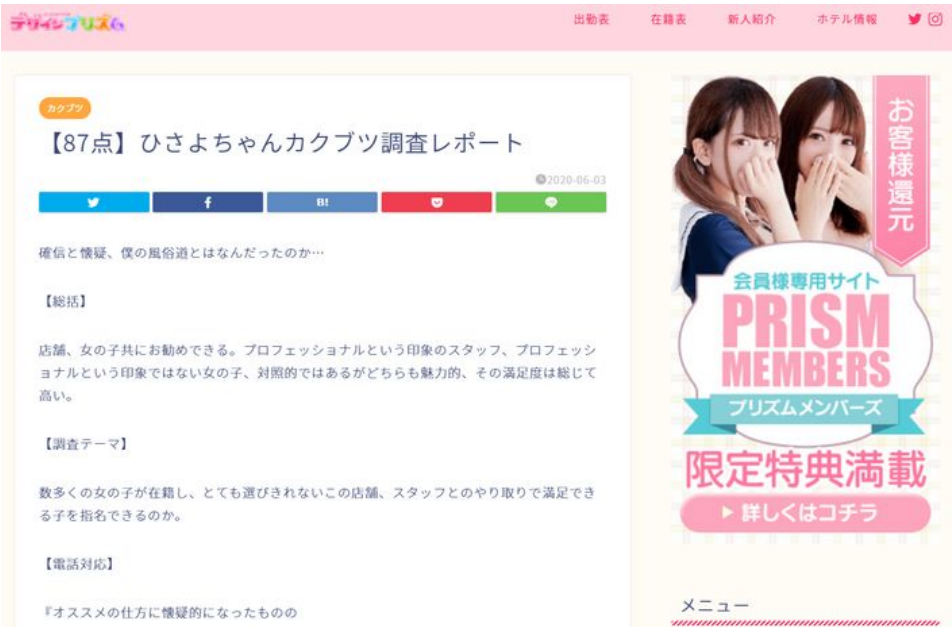 デザインプリズム
出勤表 在籍表 新人紹介 ホテル情報
カクブツ
【87点】ひさよちゃんカクブツ調査レポート
2020-06-03
B!
確信と懐疑、僕の風俗道とはなんだったのか…
【総括】
店舗、女の子共にお勧めできる。プロフェッショナルという印象のスタッフ、プロフェッシ
ョナルという印象ではない女の子、対照的ではあるがどちらも魅力的、その満足度は総じて
高い。
【調査テーマ】
数多くの女の子が在籍し、とても選びきれないこの店舗、スタッフとのやり取りで満足でき
る子を指名できるのか。
【電話対応】
『オススメの仕方に懐疑的になったものの
お客様還元
会員様専用サイト
PRISM
MEMBERS
プリズムメンバーズ
限定特典満載
詳しくはコチラ
メニュー